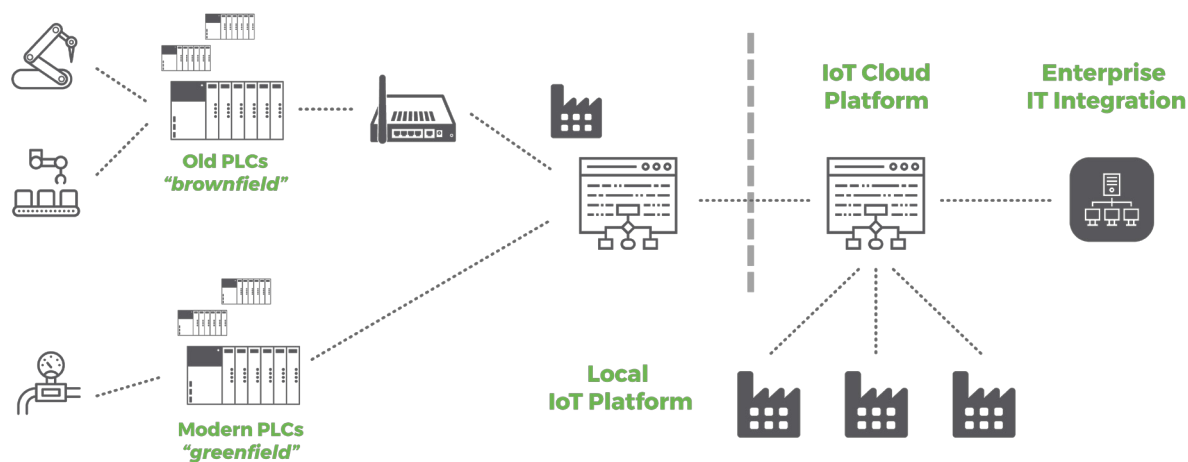 IoT Cloud
Platform
Enterprise
IT Integration
Old PLCs
“brownfield”
Local
IoT Platform
Modern PLCs
“greenfield”